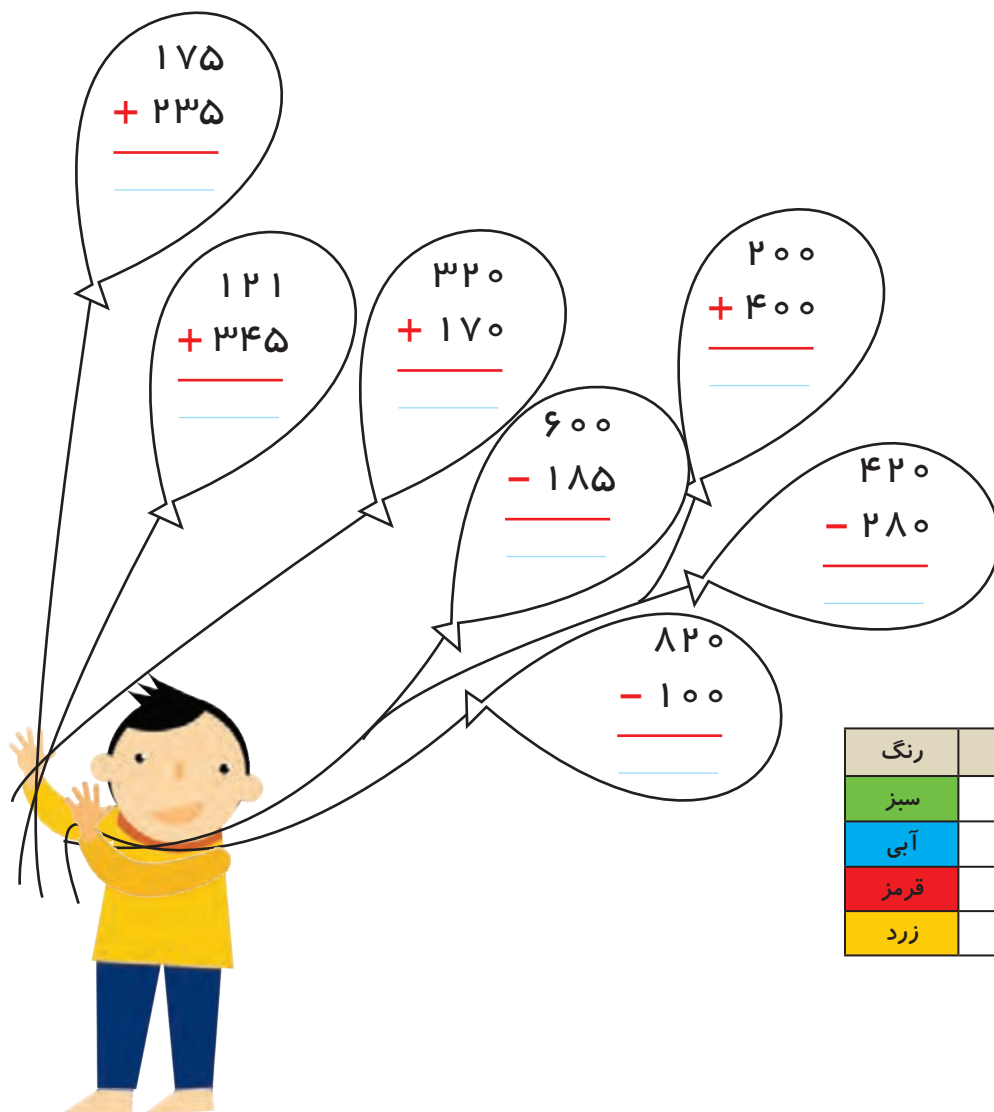 ۱۷۵
+ ۲۳۵
۱۲۱
+ ۳۴۵
۳۲۰
+ ۱۷۰
۲۰۰
+ ۴۰۰
۶۰۰
- ۱۸۵
۴۲۰
- ۲۸۰
۸۲۰
- ۱۰۰
رنگ
سبز
آبی
قرمز
زرد